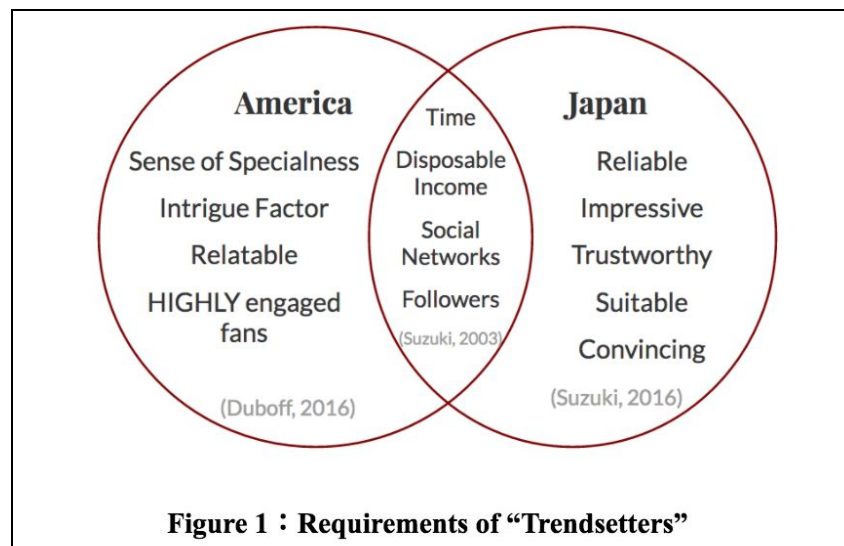 America
Sense of Specialness
Intrigue Factor
Relatable
HIGHLY engaged
fans
(Duboff, 2016)
Time
Disposable
Income
Social
Networks
Followers
(Suzuki, 2003)
Japan
Reliable
Impressive
Trustworthy
Suitable
Convincing
(Suzuki, 2016)
Figure 1：Requirements of “Trendsetters”